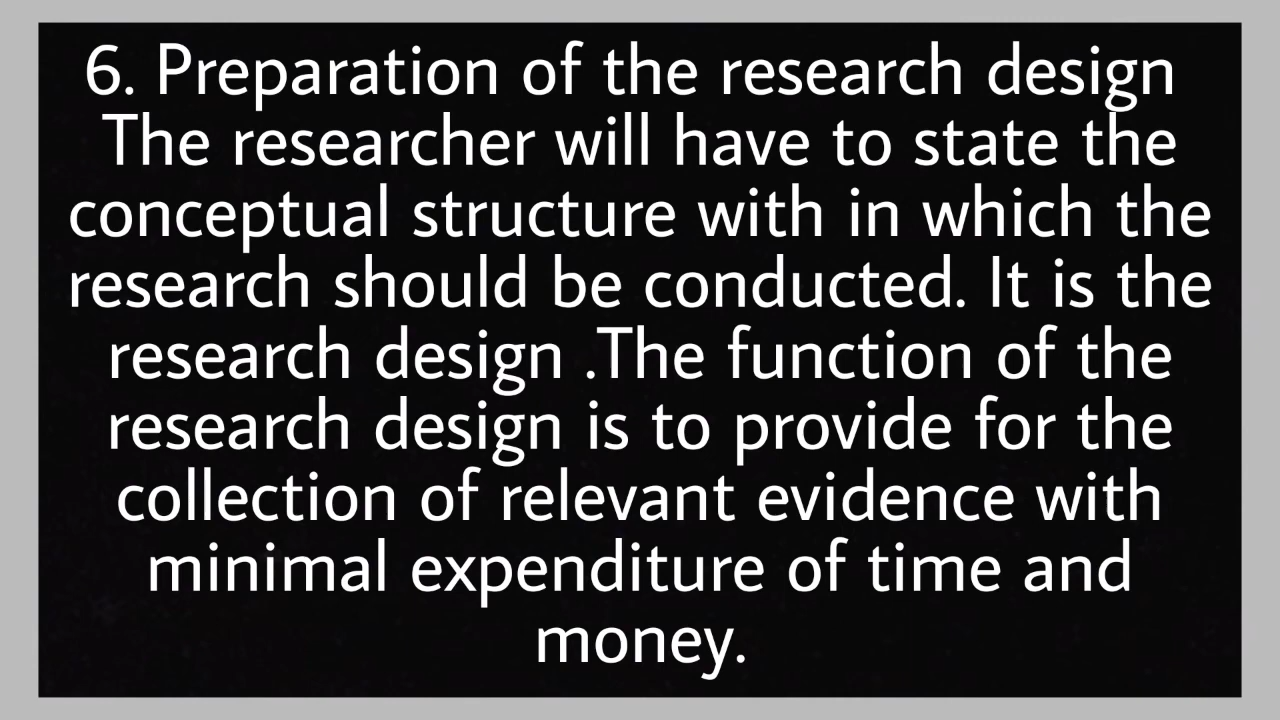 6. Preparation of the research design
The researcher will have to state the
conceptual structure with in which the
research should be conducted. It is the
research design .The function of the
research design is to provide for the
collection of relevant evidence with
minimal expenditure of time and
money.